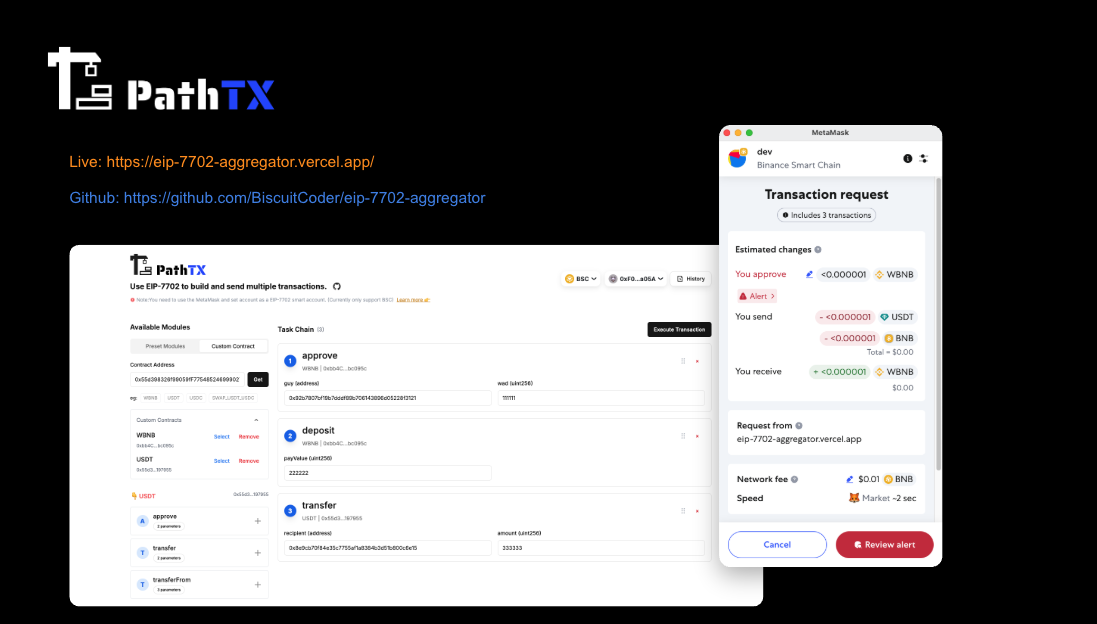 PathTX
Live: https://eip-7702-aggregator.vercel.app/
Github: https://github.com/BiscuitCoder/eip-7702-aggregator
PathTX
BSC
0xF0...a05A
History
Use EIP-7702 to build and send multiple transactions.
Note:You need to use the MetaMask and set account as a EIP-7702 smart account. (Currently only support BSC)
Learn more
Available Modules
Preset Modules
Custom Contract
Contract Address
Get
eg:
WBNB
USDT
USDC
SWAP_USDT_USDC
Custom Contracts
WBNB
Select
Remove
0xbb4C...bc095c
USDT
Select
Remove
0x55d3...197955
USDT
0x55d3...197955
A
approve
2 parameters
T
transfer
2 parameters
T
transferFrom
3 parameters
Task Chain (3)
Execute Transaction
1
approve
WBNB | 0xbb4C...bc095c
guy (address)
wad (uint256)
111111
2
deposit
WBNB | 0xbb4C...bc095c
payValue (uint256)
222222
3
transfer
USDT | 0x55d3...197955
recipient (address)
amount (uint256)
333333
MetaMask
dev
Binance Smart Chain
Transaction request
Includes 3 transactions
Estimated changes
You approve
<0.000001
WBNB
Alert >
You send
- <0.000001
USDT
- <0.000001
BNB
Total = $0.00
You receive
+ <0.000001
WBNB
$0.00
Request from
eip-7702-aggregator.vercel.app
Network fee
$0.01
BNB
Speed
Market ~2 sec
Cancel
Review alert